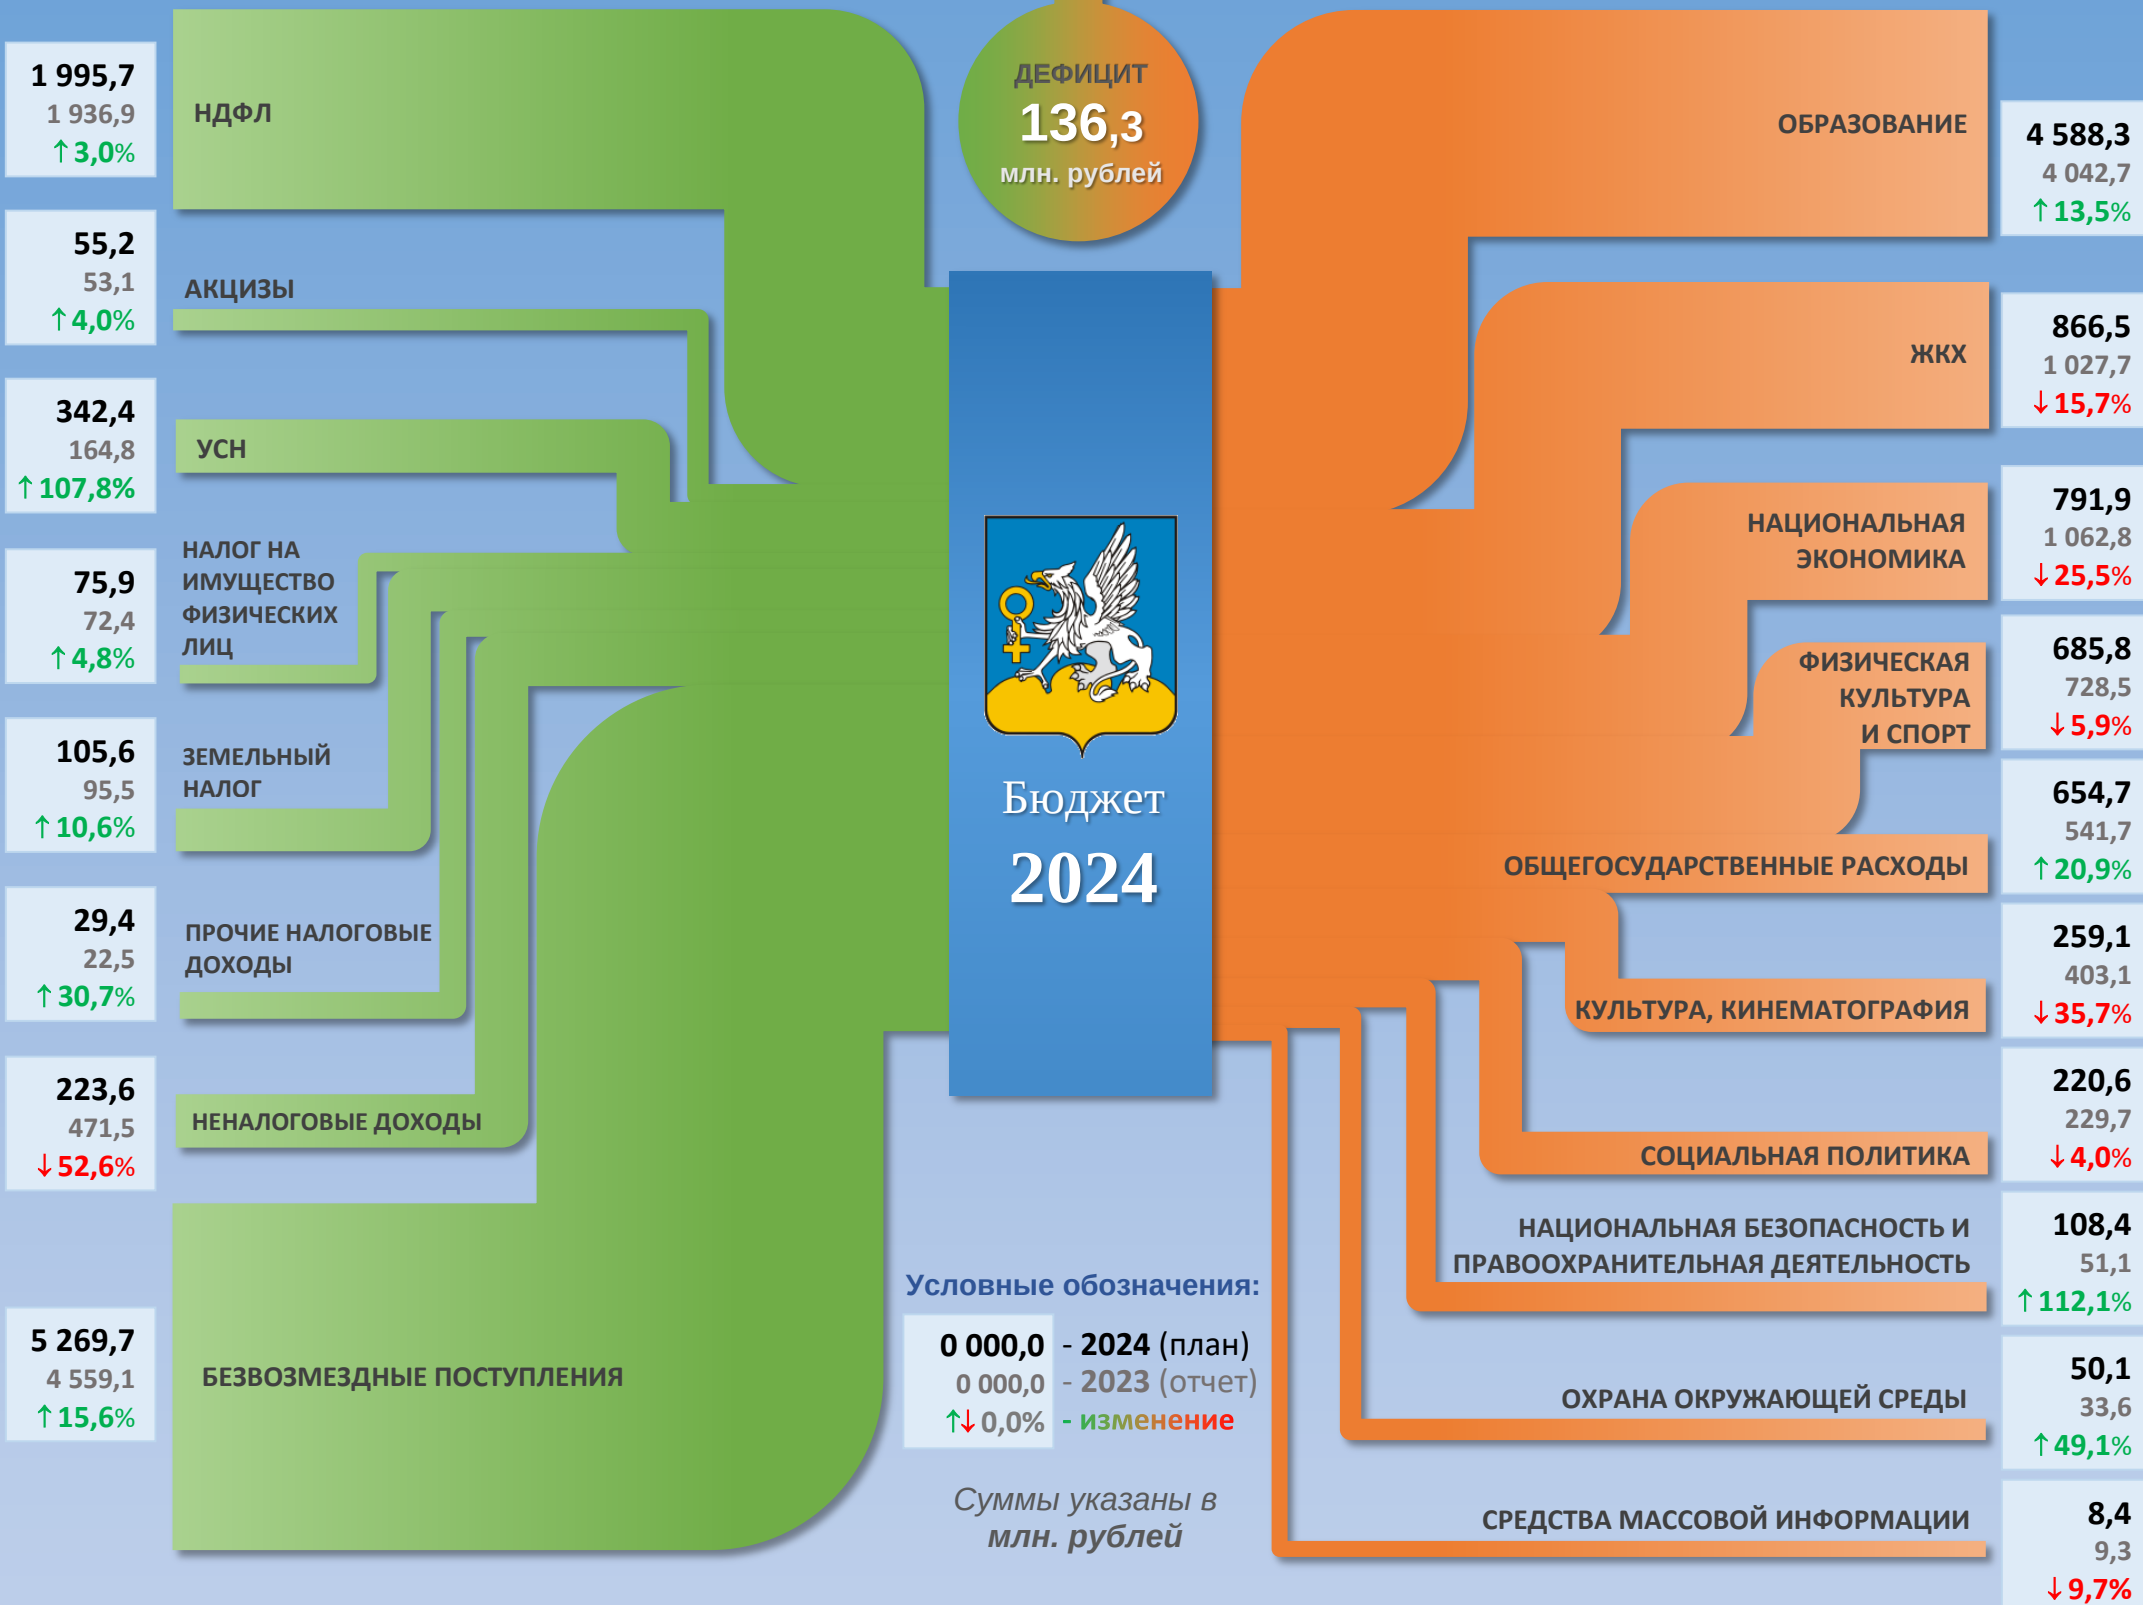 1 995,7
1 936,9
↑3,0%
НДФЛ
55,2
53,1
↑4,0%
АКЦИЗЫ
342,4
164,8
↑107,8%
УСН
75,9
72,4
↑4,8%
НАЛОГ НА
ИМУЩЕСТВО
ФИЗИЧЕСКИХ
ЛИЦ
105,6
95,5
↑10,6%
ЗЕМЕЛЬНЫЙ
НАЛОГ
29,4
22,5
↑30,7%
ПРОЧИЕ НАЛОГОВЫЕ
ДОХОДЫ
223,6
471,5
↓52,6%
НЕНАЛОГОВЫЕ ДОХОДЫ
5 269,7
4 559,1
↑15,6%
БЕЗВОЗМЕЗДНЫЕ ПОСТУПЛЕНИЯ
ДЕФИЦИТ
136,3
млн. рублей
Бюджет
2024
Условные обозначения:
0 000,0 - 2024 (план)
0 000,0 - 2023 (отчет)
↑↓ 0,0% - изменение
Суммы указаны в
млн. рублей
ОБРАЗОВАНИЕ
4 588,3
4 042,7
↑13,5%
ЖКХ
866,5
1 027,7
↓15,7%
НАЦИОНАЛЬНАЯ
ЭКОНОМИКА
791,9
1 062,8
↓25,5%
ФИЗИЧЕСКАЯ
КУЛЬТУРА
И СПОРТ
685,8
728,5
↓5,9%
ОБЩЕГОСУДАРСТВЕННЫЕ РАСХОДЫ
654,7
541,7
↑20,9%
КУЛЬТУРА, КИНЕМАТОГРАФИЯ
259,1
403,1
↓35,7%
СОЦИАЛЬНАЯ ПОЛИТИКА
220,6
229,7
↓4,0%
НАЦИОНАЛЬНАЯ БЕЗОПАСНОСТЬ И
ПРАВООХРАНИТЕЛЬНАЯ ДЕЯТЕЛЬНОСТЬ
108,4
51,1
↑112,1%
ОХРАНА ОКРУЖАЮЩЕЙ СРЕДЫ
50,1
33,6
↑49,1%
СРЕДСТВА МАССОВОЙ ИНФОРМАЦИИ
8,4
9,3
↓9,7%